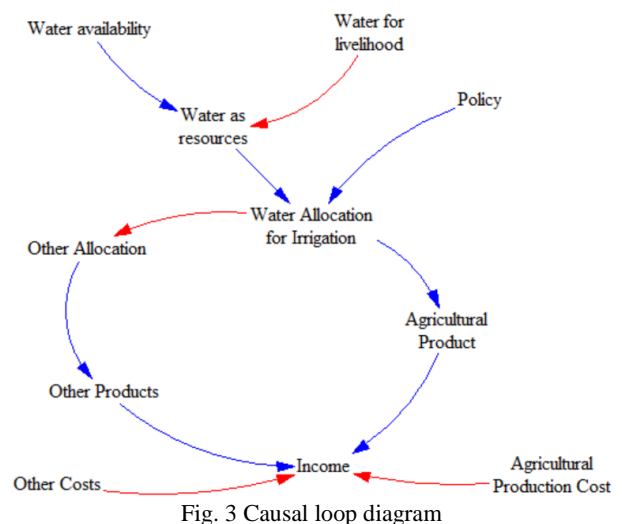 Water availability
Water for
livelihood
Policy
Water as
resources
Water Allocation
for Irrigation
Other Allocation
Agricultural
Product
Other Products
Income
Other Costs
Agricultural
Production Cost
Fig. 3 Causal loop diagram